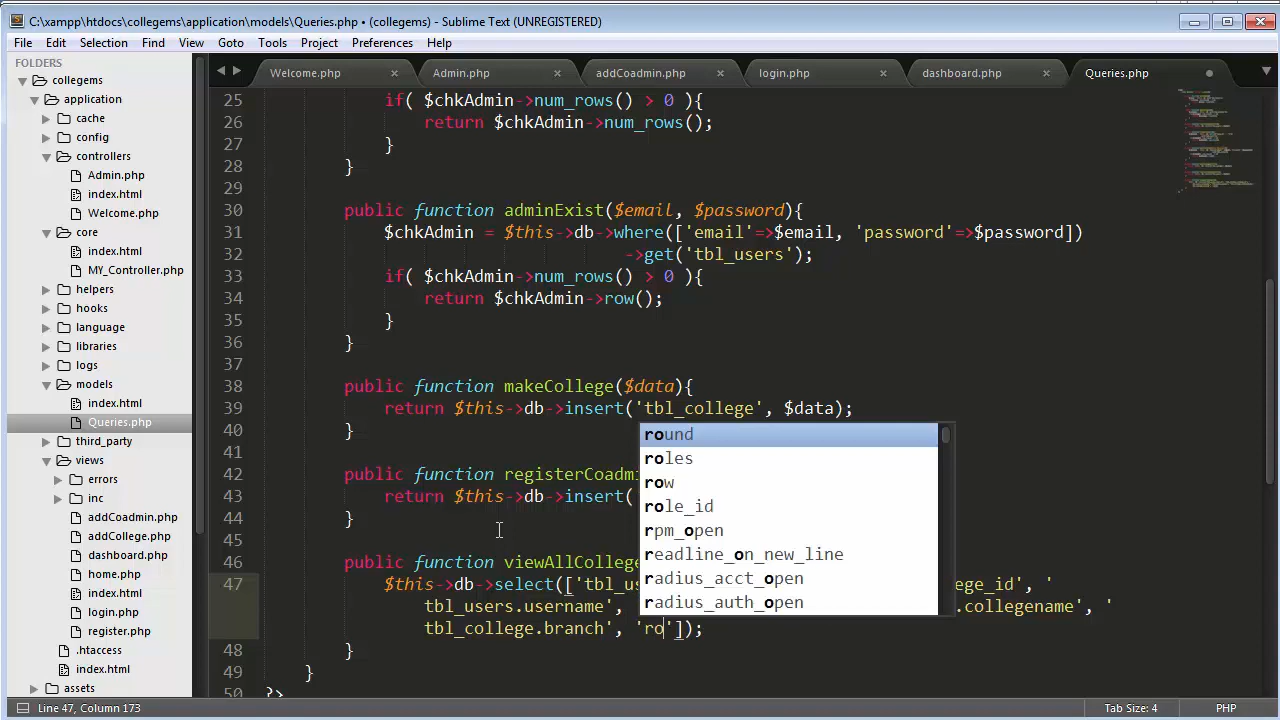 C:\xampp\htdocs\collegems\application\models\Queries.php • (collegems) - Sublime Text (UNREGISTERED)
File Edit Selection Find View Goto Tools Project Preferences Help
FOLDERS
collegems
application
cache
config
controllers
Admin.php
index.html
Welcome.php
core
index.html
MY_Controller.php
helpers
hooks
language
libraries
logs
models
index.html
Queries.php
third_party
views
errors
inc
addCoadmin.php
addCollege.php
dashboard.php
home.php
index.html
login.php
register.php
.htaccess
index.html
assets
Welcome.php Admin.php addCoadmin.php login.php dashboard.php Queries.php
25 if( $chkAdmin->num_rows() > 0 ){
26 return $chkAdmin->num_rows();
27 }
28 }
29
30 public function adminExist($email, $password){
31 $chkAdmin = $this->db->where(['email'=>$email, 'password'=>$password])
32 ->get('tbl_users');
33 if( $chkAdmin->num_rows() > 0 ){
34 return $chkAdmin->row();
35 }
36 }
37
38 public function makeCollege($data){
39 return $this->db->insert('tbl_college', $data);
40 }
41
42 public function registerCoadmi
43 return $this->db->insert('
44 }
45
46 public function viewAllCollege
47 $this->db->select(['tbl_us ege_id', '
tbl_users.username', .collegename', '
tbl_college.branch', 'ro']);
48 }
49 }
50 ?>
round
roles
row
role_id
rpm_open
readline_on_new_line
radius_acct_open
radius_auth_open
Line 47, Column 173 Tab Size: 4 PHP